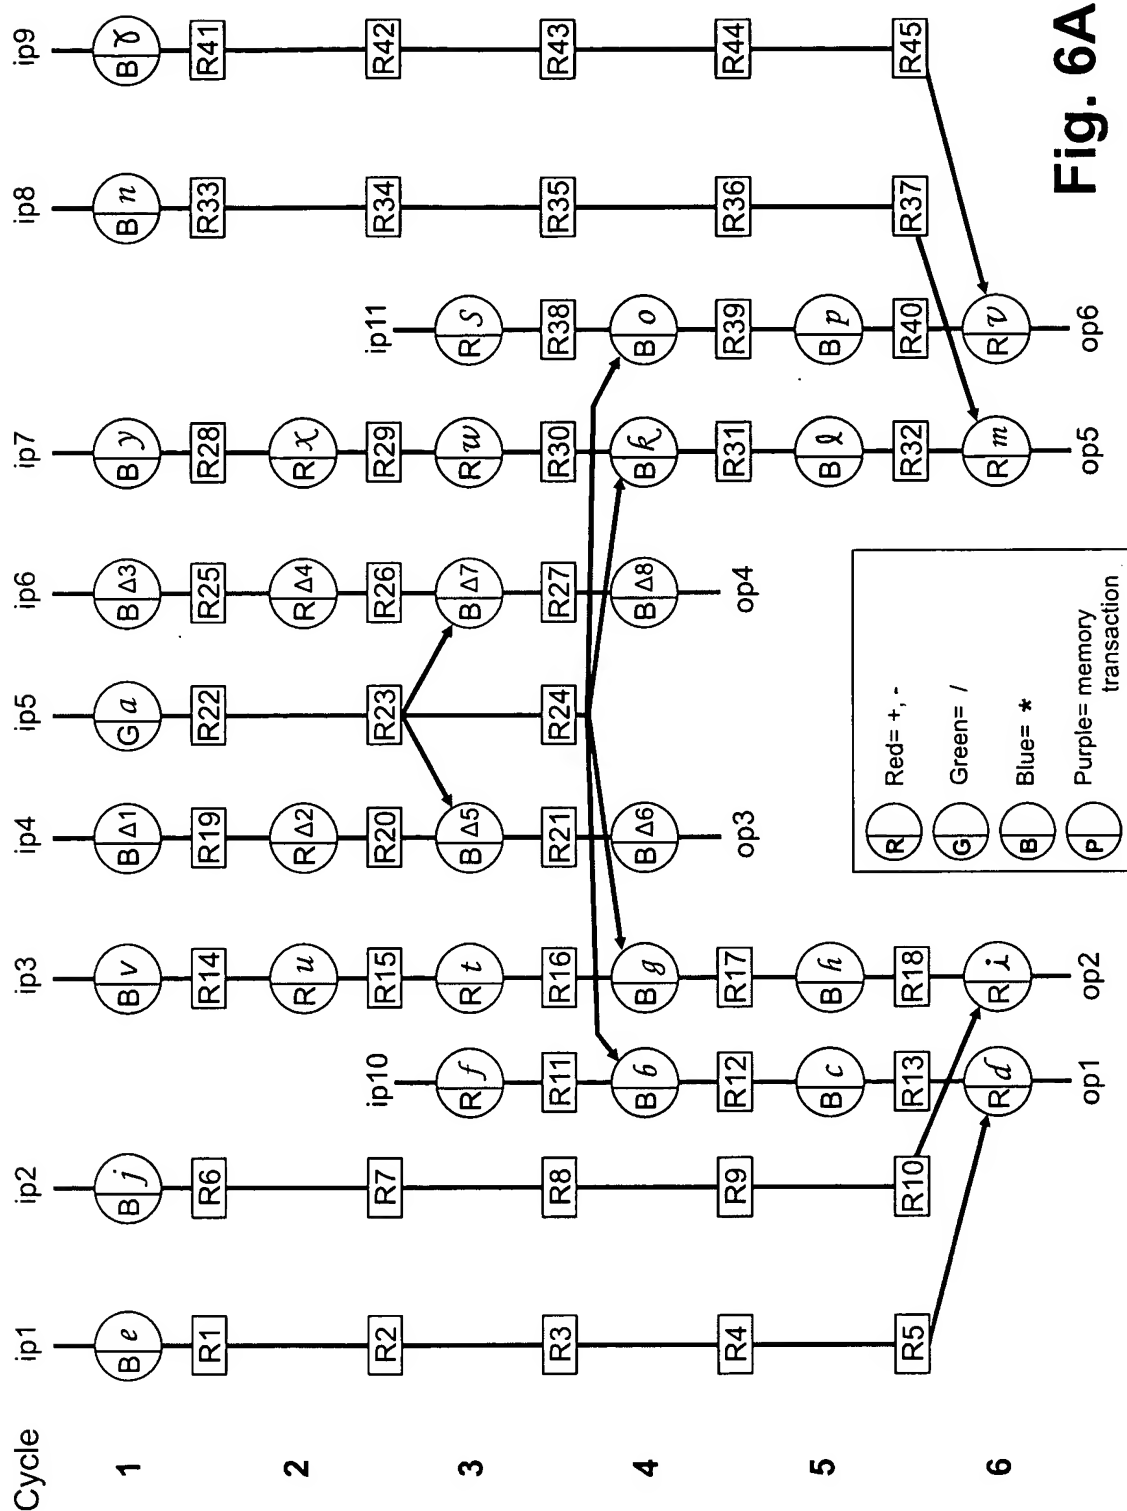 Cycle ip1 ip2 ip3 ip4 ip5 ip6 ip7 ip8 ip9
1 B e B j B v B Δ1 G a B Δ3 B y B n B γ
R1 R6 R14 R19 R22 R25 R28 R33 R41
2 R u R Δ2 R Δ4 R x
ip10 ip11
R2 R7 R15 R20 R23 R26 R29 R34 R42
3 R f R t B Δ5 B Δ7 R w R S
R3 R8 R11 R16 R21 R24 R27 R30 R38 R35 R43
4 B b B g B Δ6 B Δ8 B k B o
R4 R9 R12 R17 R31 R39 R36 R44
op3 op4
5 B c B h B l B p
R5 R10 R13 R18 R32 R40 R37 R45
6 R d R i R m R v
op1 op2 op5 op6
R Red= +, -
G Green= /
B Blue= *
P Purple= memory
transaction
Fig. 6A